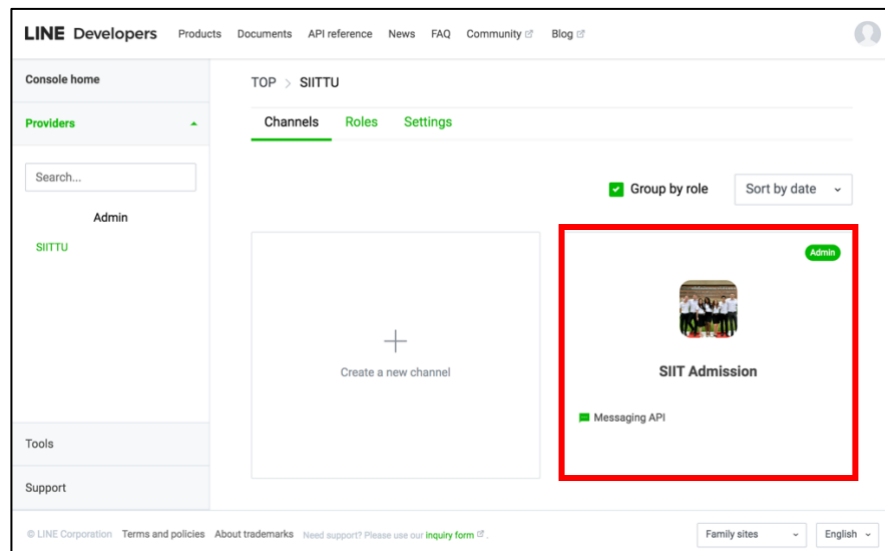 LINE Developers Products Documents API reference News FAQ Community Blog
Console home
TOP > SIITTU
Providers
Channels Roles Settings
Search...
Group by role Sort by date
Admin
SIITTU
Admin
Create a new channel
SIIT Admission
Messaging API
Tools
Support
© LINE Corporation Terms and policies About trademarks Need support? Please use our inquiry form . Family sites English